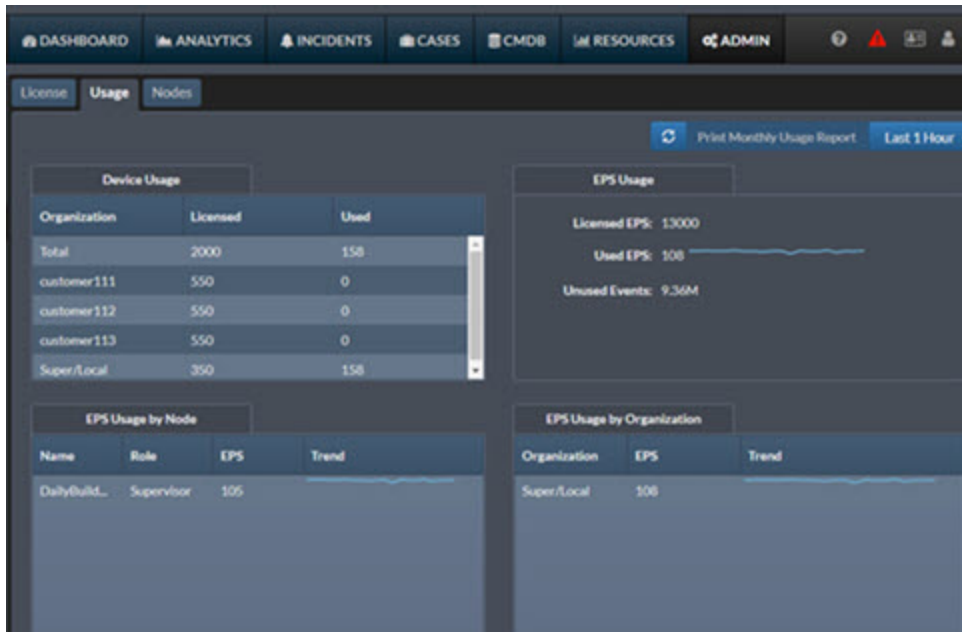 DASHBOARD ANALYTICS INCIDENTS CASES CMDB RESOURCES ADMIN
License Usage Nodes
Print Monthly Usage Report Last 1 Hour
Device Usage
Organization Licensed Used
Total 2000 158
customer111 550 0
customer112 550 0
customer113 550 0
Super/Local 350 158
EPS Usage
Licensed EPS: 13000
Used EPS: 108
Unused Events: 9.36M
EPS Usage by Node
Name Role EPS Trend
DailyBuild... Supervisor 105
EPS Usage by Organization
Organization EPS Trend
Super/Local 108